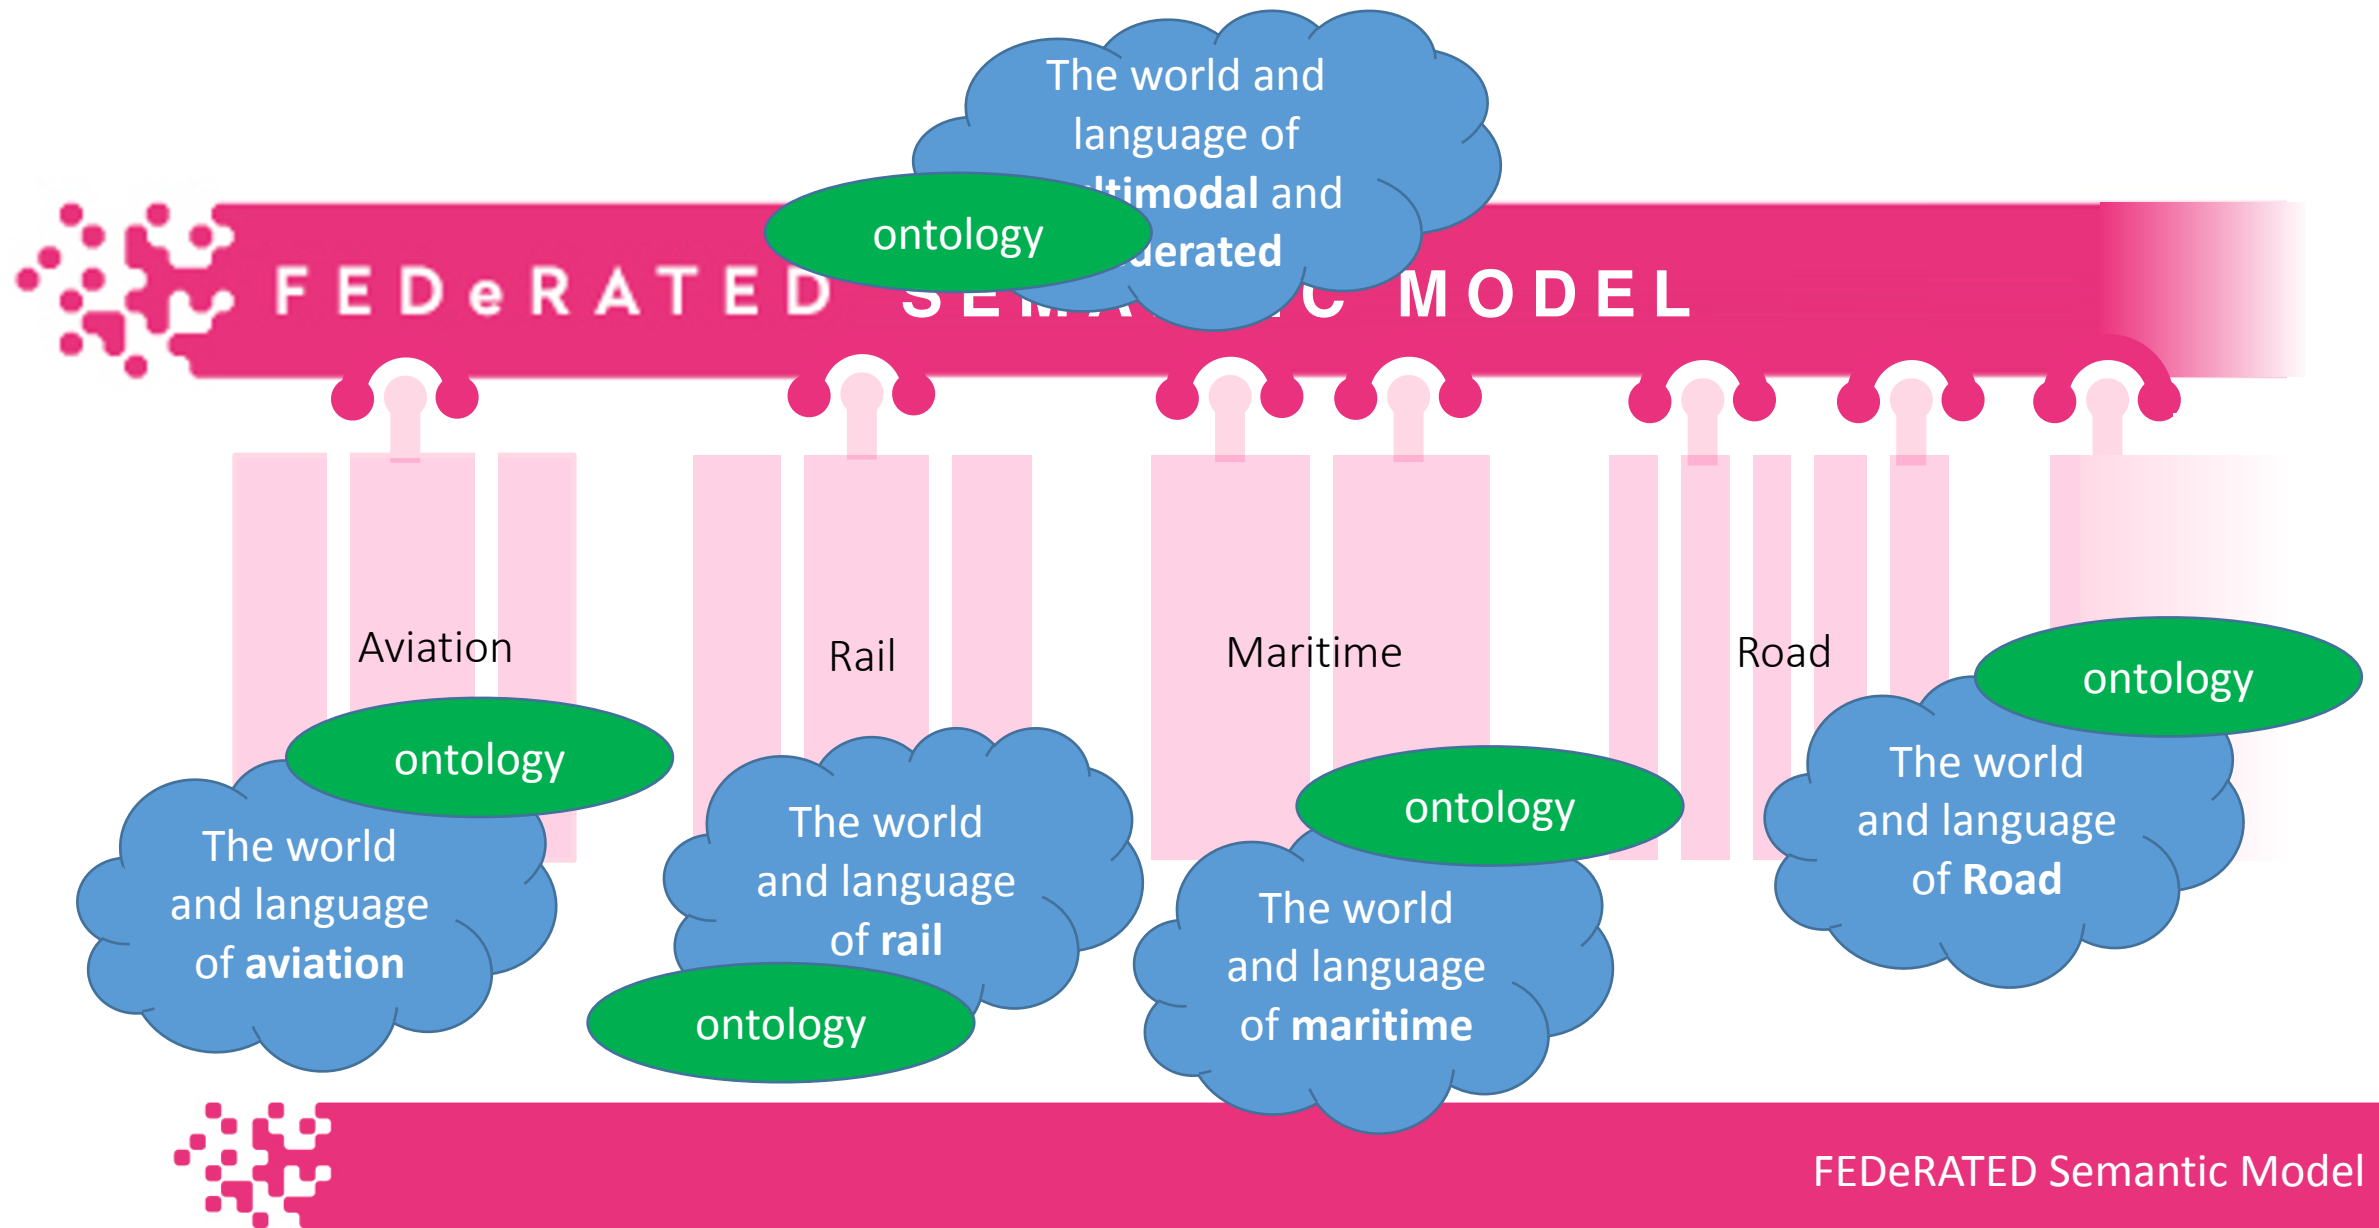 The world and
language of
ltimodal and
derated
ontology
FEDeRATED SEMA C MODEL
Aviation
Rail
Maritime
Road
ontology
The world
and language
of aviation
The world
and language
of rail
ontology
ontology
The world
and language
of maritime
ontology
The world
and language
of Road
FEDeRATED Semantic Model